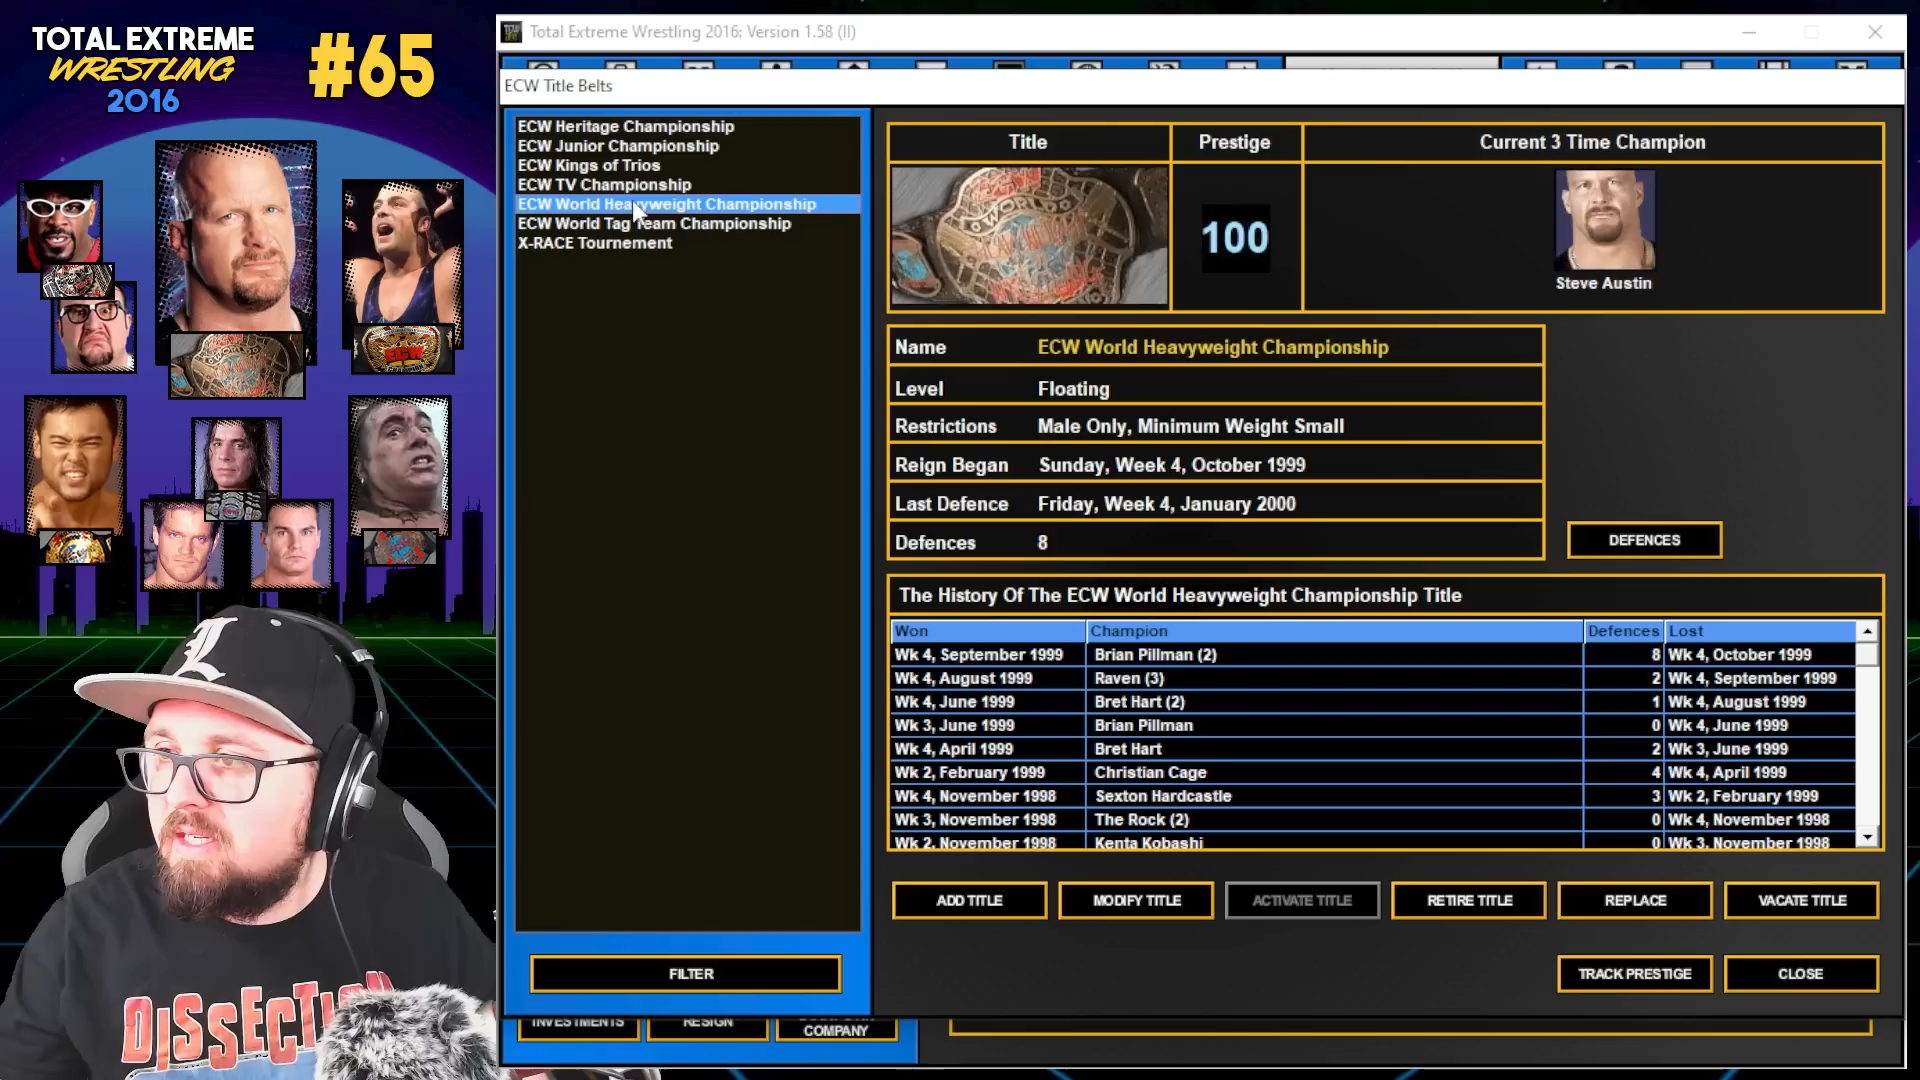 TOTAL EXTREME
WRESTLING
2016
#65
Total Extreme Wrestling 2016: Version 1.58 (II)
ECW Title Belts
ECW Heritage Championship
ECW Junior Championship
ECW Kings of Trios
ECW TV Championship
ECW World Heavyweight Championship
ECW World Tag Team Championship
X-RACE Tournement
FILTER
Title
Prestige
Current 3 Time Champion
WORLD
100
Steve Austin
Name ECW World Heavyweight Championship
Level Floating
Restrictions Male Only, Minimum Weight Small
Reign Began Sunday, Week 4, October 1999
Last Defence Friday, Week 4, January 2000
Defences 8
DEFENCES
The History Of The ECW World Heavyweight Championship Title
Won Champion Defences Lost
Wk 4, September 1999 Brian Pillman (2) 8 Wk 4, October 1999
Wk 4, August 1999 Raven (3) 2 Wk 4, September 1999
Wk 4, June 1999 Bret Hart (2) 1 Wk 4, August 1999
Wk 3, June 1999 Brian Pillman 0 Wk 4, June 1999
Wk 4, April 1999 Bret Hart 2 Wk 3, June 1999
Wk 2, February 1999 Christian Cage 4 Wk 4, April 1999
Wk 4, November 1998 Sexton Hardcastle 3 Wk 2, February 1999
Wk 3, November 1998 The Rock (2) 0 Wk 4, November 1998
Wk 2, November 1998 Kenta Kobashi 0 Wk 3, November 1998
ADD TITLE
MODIFY TITLE
ACTIVATE TITLE
RETIRE TITLE
REPLACE
VACATE TITLE
TRACK PRESTIGE
CLOSE
INVESTMENTS
RESIGN
COMPANY
ECW
L